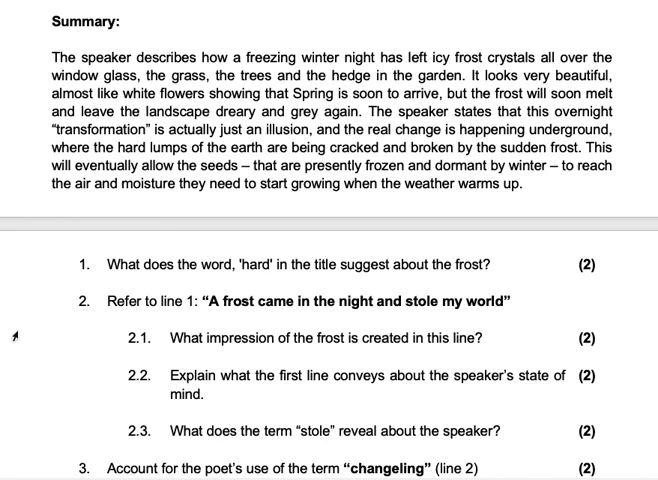 Summary:
The speaker describes how a freezing winter night has left icy frost crystals all over the
window glass, the grass, the trees and the hedge in the garden. It looks very beautiful,
almost like white flowers showing that Spring is soon to arrive, but the frost will soon melt
and leave the landscape dreary and grey again. The speaker states that this overnight
“transformation” is actually just an illusion, and the real change is happening underground,
where the hard lumps of the earth are being cracked and broken by the sudden frost. This
will eventually allow the seeds – that are presently frozen and dormant by winter – to reach
the air and moisture they need to start growing when the weather warms up.
1. What does the word, 'hard' in the title suggest about the frost? (2)
2. Refer to line 1: “A frost came in the night and stole my world”
2.1. What impression of the frost is created in this line? (2)
2.2. Explain what the first line conveys about the speaker’s state of (2)
mind.
2.3. What does the term “stole” reveal about the speaker? (2)
3. Account for the poet’s use of the term “changeling” (line 2) (2)